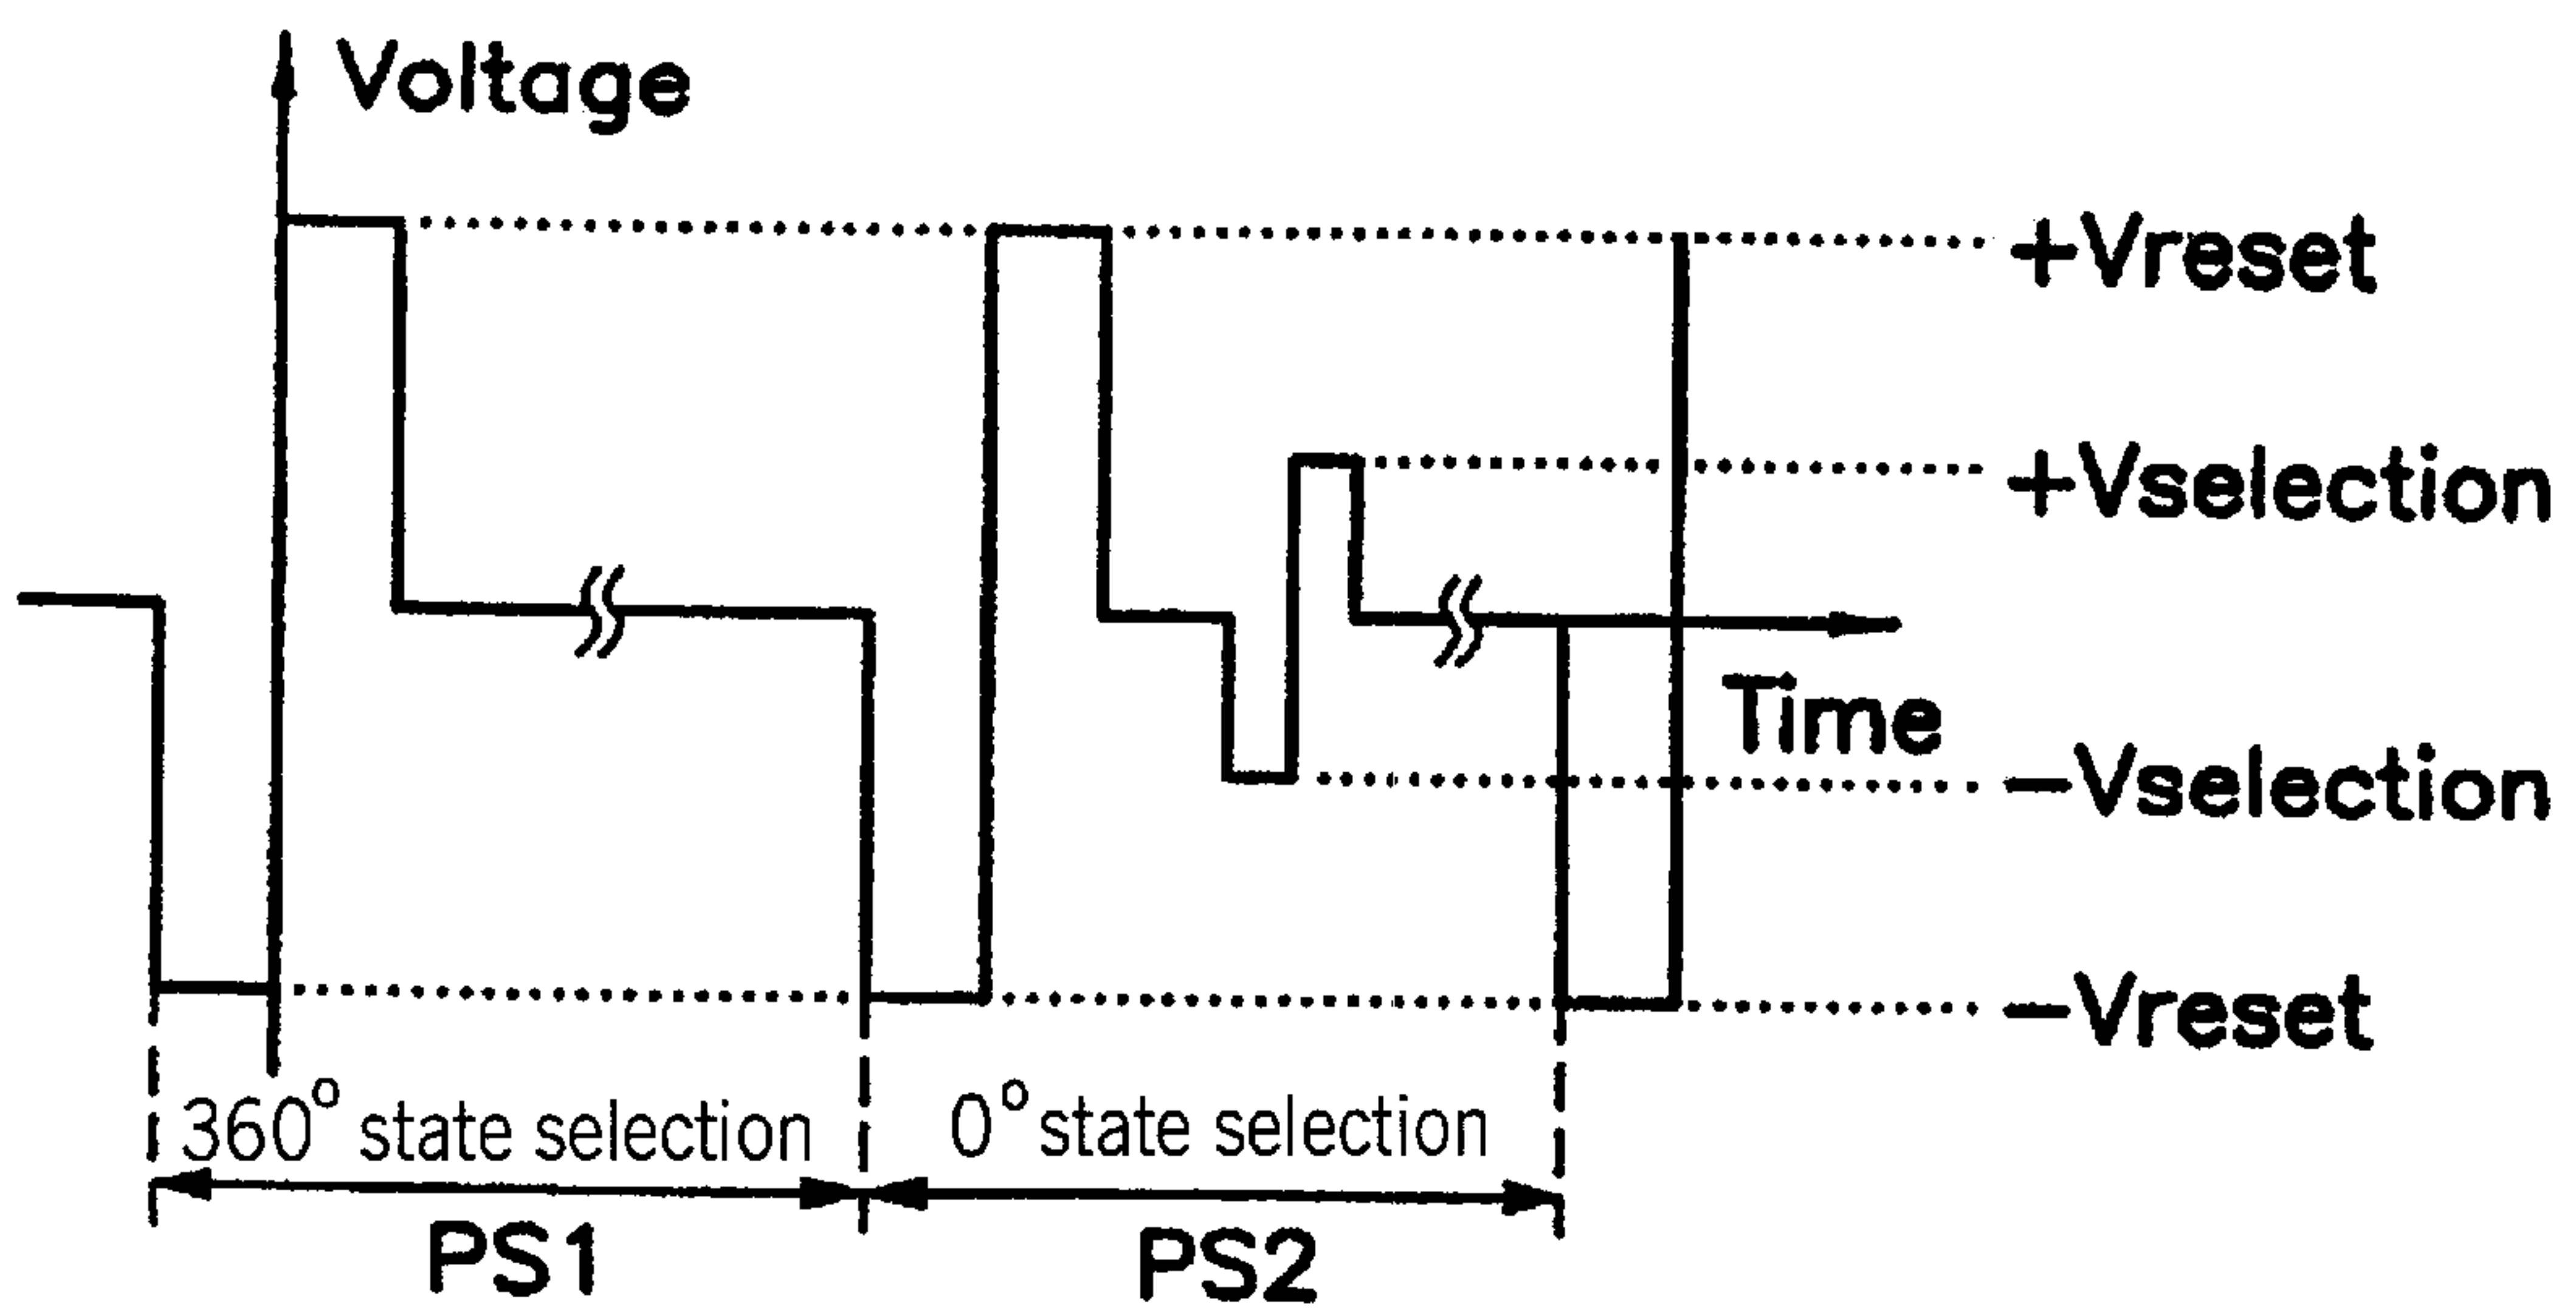 Voltage
+Vreset
+Vselection
Time
−Vselection
−Vreset
360° state selection
0° state selection
PS1
PS2